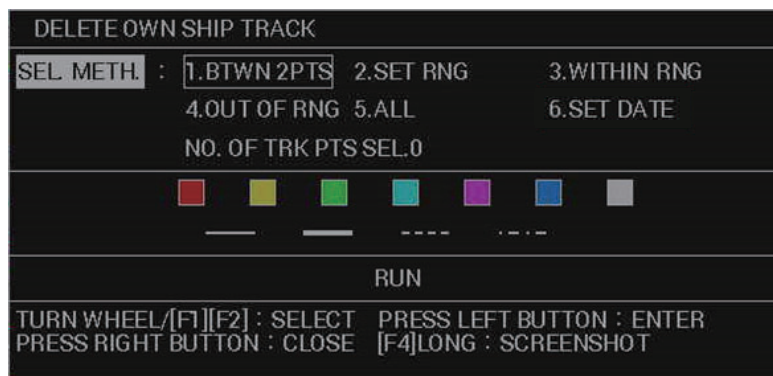 DELETE OWN SHIP TRACK
SEL. METH. : 1.BTWN 2PTS 2.SET RNG 3.WITHIN RNG
4.OUT OF RNG 5.ALL 6.SET DATE
NO. OF TRK PTS SEL.0
RUN
TURN WHEEL/[F1][F2] : SELECT PRESS LEFT BUTTON : ENTER
PRESS RIGHT BUTTON : CLOSE [F4]LONG : SCREENSHOT